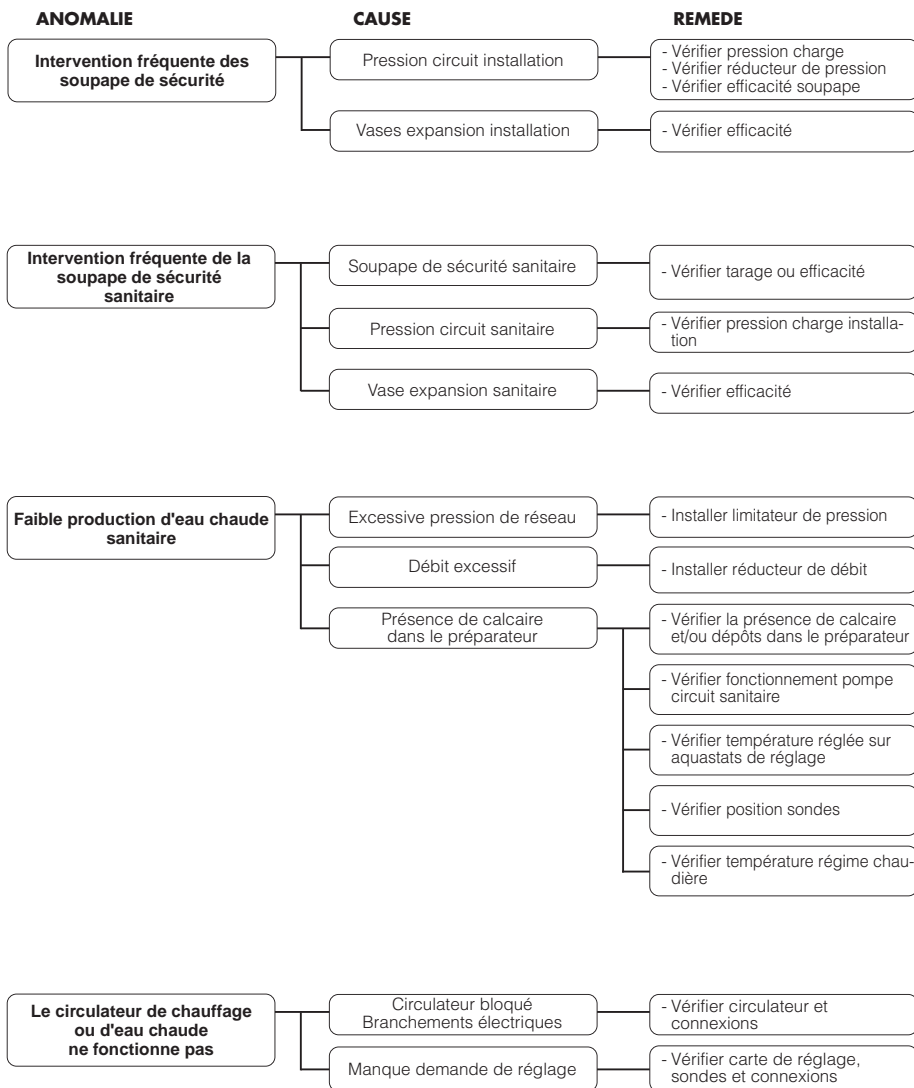 ANOMALIE CAUSE REMEDE
Intervention fréquente des
soupape de sécurité
Pression circuit installation
- Vérifier pression charge
- Vérifier réducteur de pression
- Vérifier efficacité soupape
Vases expansion installation
- Vérifier efficacité
Intervention fréquente de la
soupape de sécurité
sanitaire
Soupape de sécurité sanitaire
- Vérifier tarage ou efficacité
Pression circuit sanitaire
- Vérifier pression charge installa-
tion
Vase expansion sanitaire
- Vérifier efficacité
Faible production d'eau chaude
sanitaire
Excessive pression de réseau
- Installer limitateur de pression
Débit excessif
- Installer réducteur de débit
Présence de calcaire
dans le préparateur
- Vérifier la présence de calcaire
et/ou dépôts dans le préparateur
- Vérifier fonctionnement pompe
circuit sanitaire
- Vérifier température réglée sur
aquastats de réglage
- Vérifier position sondes
- Vérifier température régime chau-
dière
Le circulateur de chauffage
ou d'eau chaude
ne fonctionne pas
Circulateur bloqué
Branchements électriques
- Vérifier circulateur et
connexions
Manque demande de réglage
- Vérifier carte de réglage,
sondes et connexions